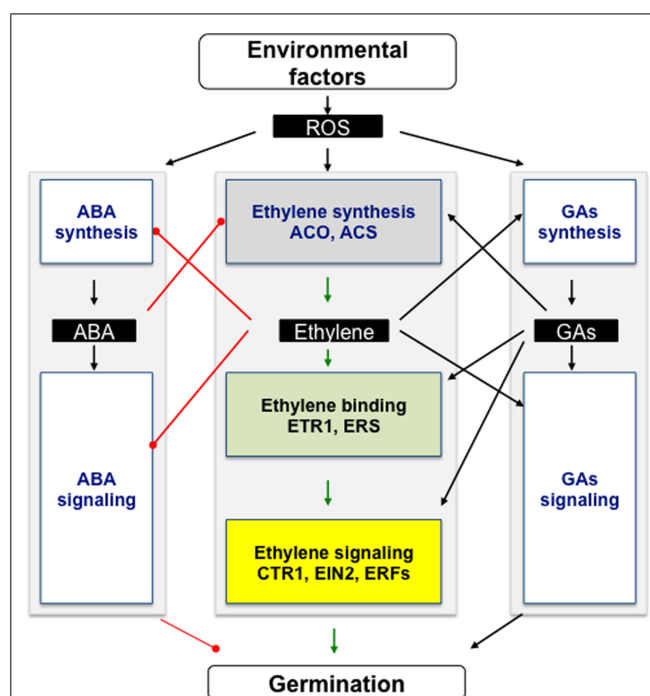 Environmental
factors
ROS
ABA
synthesis
Ethylene synthesis
ACO, ACS
GAs
synthesis
ABA
Ethylene
GAs
Ethylene binding
ETR1, ERS
ABA
signaling
GAs
signaling
Ethylene signaling
CTR1, EIN2, ERFs
Germination